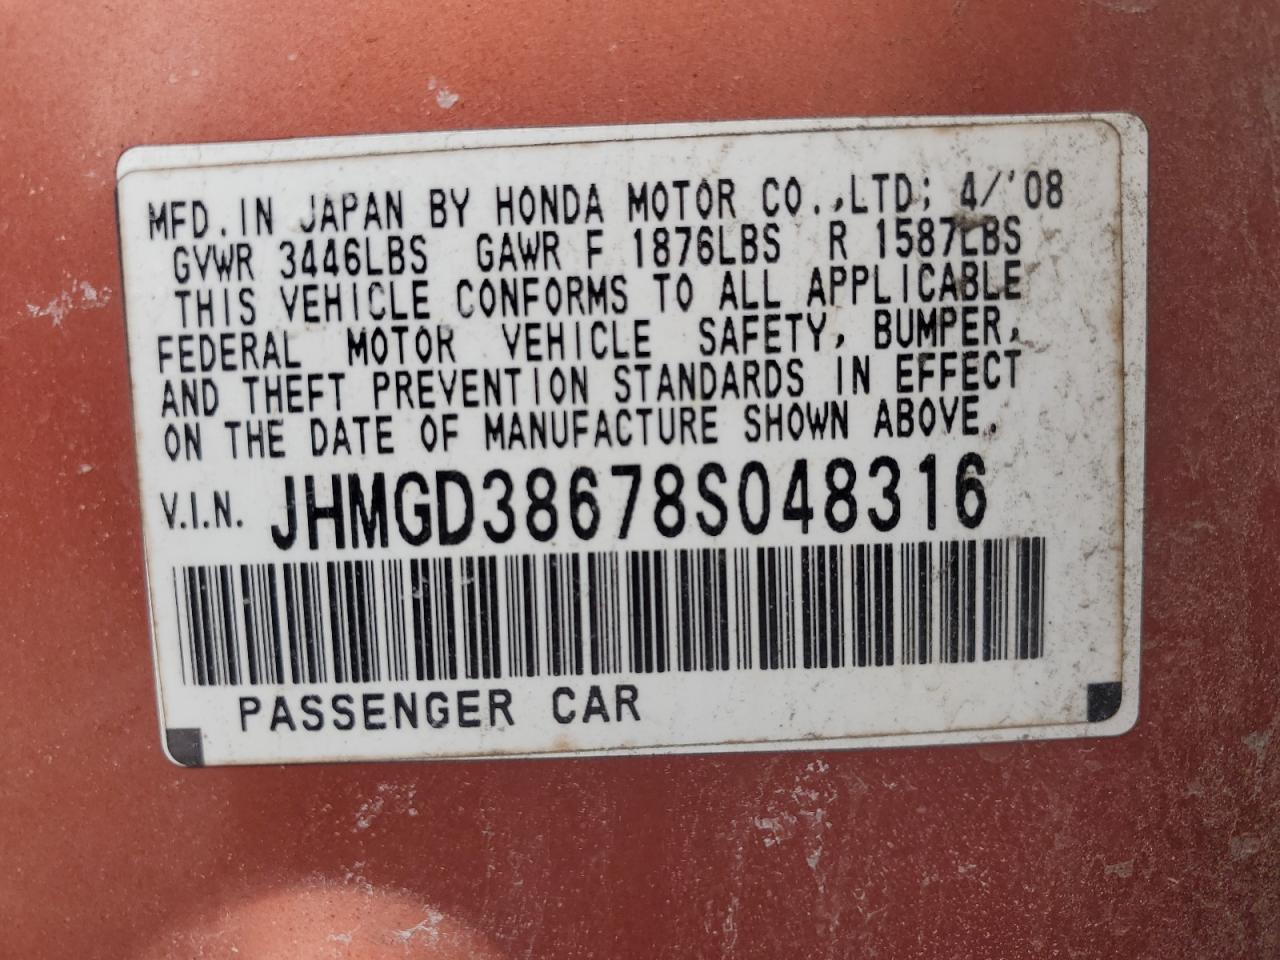 MFD. IN JAPAN BY HONDA MOTOR CO.,LTD; 4/'08
GVWR 3446LBS GAWR F 1876LBS R 1587LBS
THIS VEHICLE CONFORMS TO ALL APPLICABLE
FEDERAL MOTOR VEHICLE SAFETY, BUMPER,
AND THEFT PREVENTION STANDARDS IN EFFECT
ON THE DATE OF MANUFACTURE SHOWN ABOVE.
V.I.N. JHMGD38678S048316
PASSENGER CAR